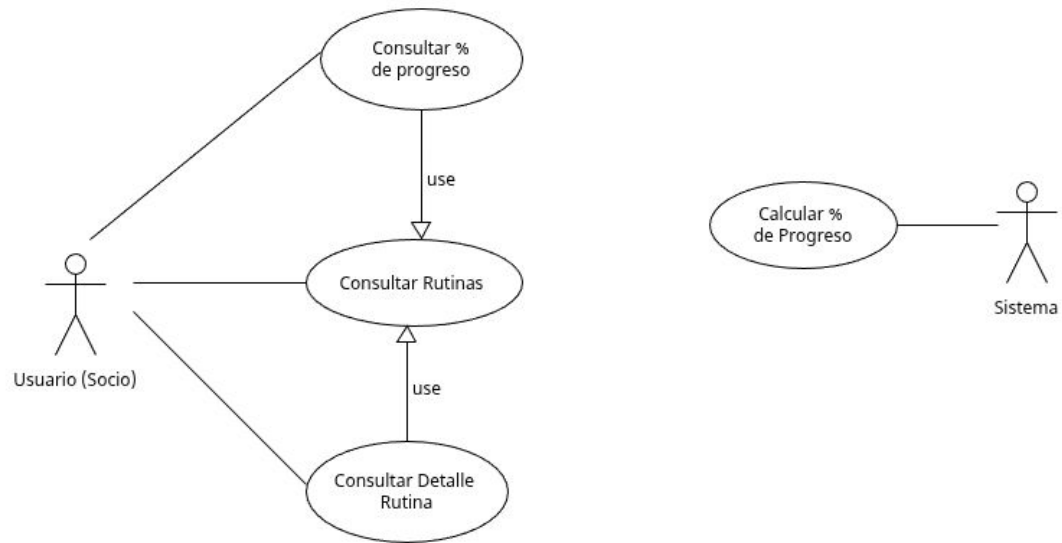 Consultar %
de progreso
use
Calcular %
de Progreso
Consultar Rutinas
Sistema
Usuario (Socio)
use
Consultar Detalle
Rutina